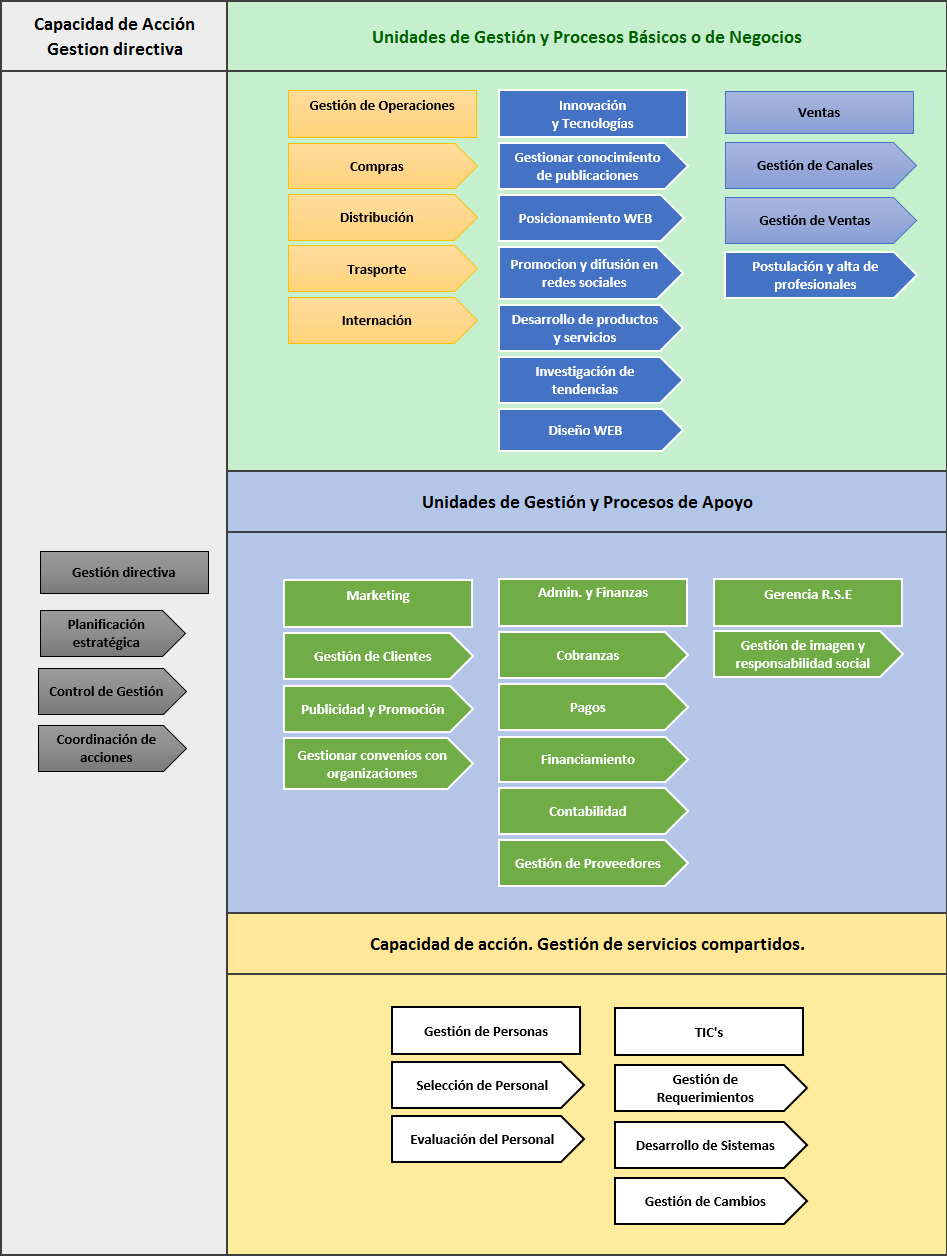 Capacidad de Acción
Gestion directiva
Unidades de Gestión y Procesos Básicos o de Negocios
Gestión de Operaciones
Compras
Distribución
Trasporte
Internación
Innovación
y Tecnologías
Gestionar conocimiento
de publicaciones
Posicionamiento WEB
Promocion y difusión en
redes sociales
Desarrollo de productos
y servicios
Investigación de
tendencias
Diseño WEB
Ventas
Gestión de Canales
Gestión de Ventas
Postulación y alta de
profesionales
Gestión directiva
Planificación
estratégica
Control de Gestión
Coordinación de
acciones
Unidades de Gestión y Procesos de Apoyo
Marketing
Gestión de Clientes
Publicidad y Promoción
Gestionar convenios con
organizaciones
Admin. y Finanzas
Cobranzas
Pagos
Financiamiento
Contabilidad
Gestión de Proveedores
Gerencia R.S.E
Gestión de imagen y
responsabilidad social
Capacidad de acción. Gestión de servicios compartidos.
Gestión de Personas
Selección de Personal
Evaluación del Personal
TIC's
Gestión de
Requerimientos
Desarrollo de Sistemas
Gestión de Cambios